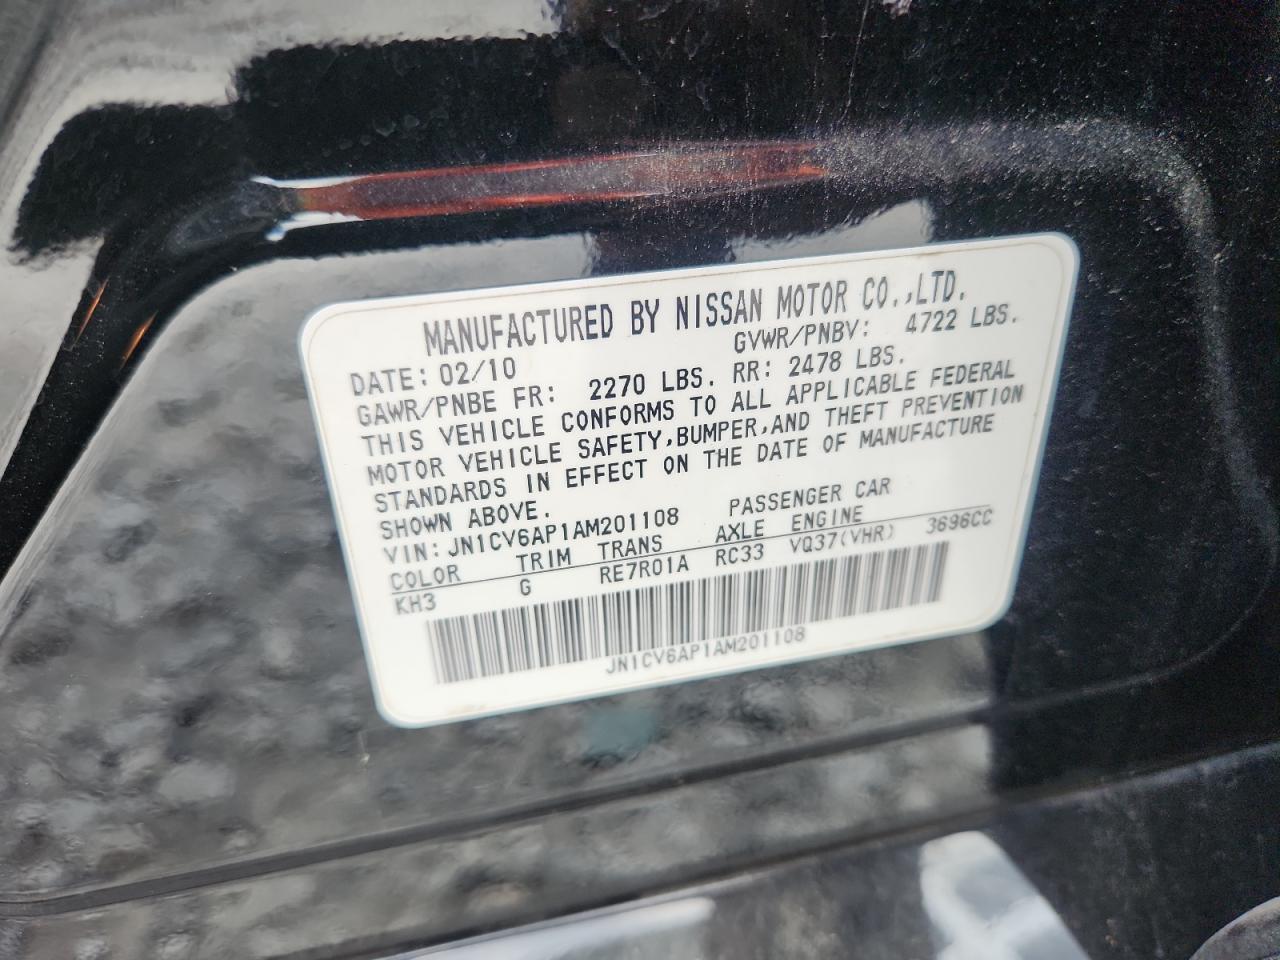 MANUFACTURED BY NISSAN MOTOR CO.,LTD.
DATE: 02/10 GVWR/PNBV: 4722 LBS.
GAWR/PNBE FR: 2270 LBS. RR: 2478 LBS.
THIS VEHICLE CONFORMS TO ALL APPLICABLE FEDERAL
MOTOR VEHICLE SAFETY,BUMPER,AND THEFT PREVENTION
STANDARDS IN EFFECT ON THE DATE OF MANUFACTURE
SHOWN ABOVE.
VIN: JN1CV6AP1AM201108 PASSENGER CAR
COLOR TRIM TRANS AXLE ENGINE
KH3 G RE7R01A RC33 VQ37(VHR) 3696CC
JN1CV6AP1AM201108